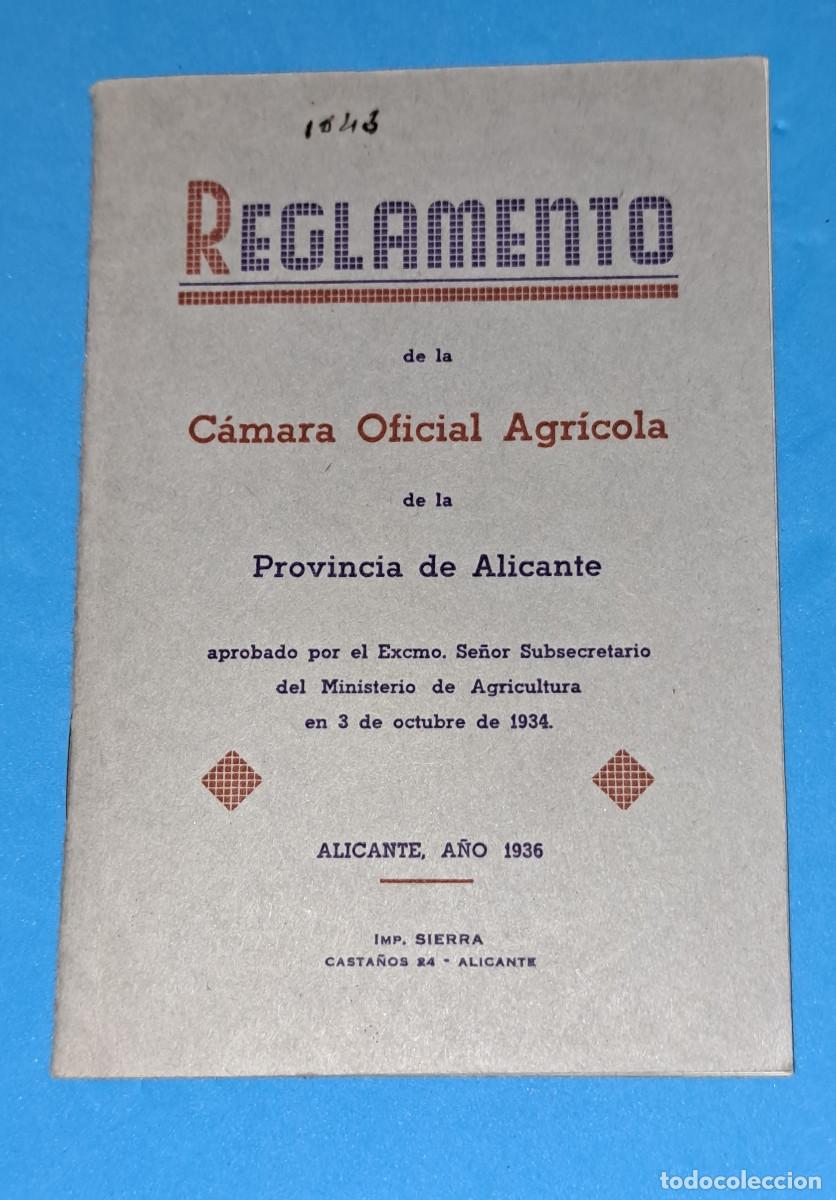 1043
REGLAMENTO
de la
Cámara Oficial Agrícola
de la
Provincia de Alicante
aprobado por el Excmo. Señor Subsecretario
del Ministerio de Agricultura
en 3 de octubre de 1934.
ALICANTE, AÑO 1936
IMP. SIERRA
CASTAÑOS 24 - ALICANTE
todocoleccion